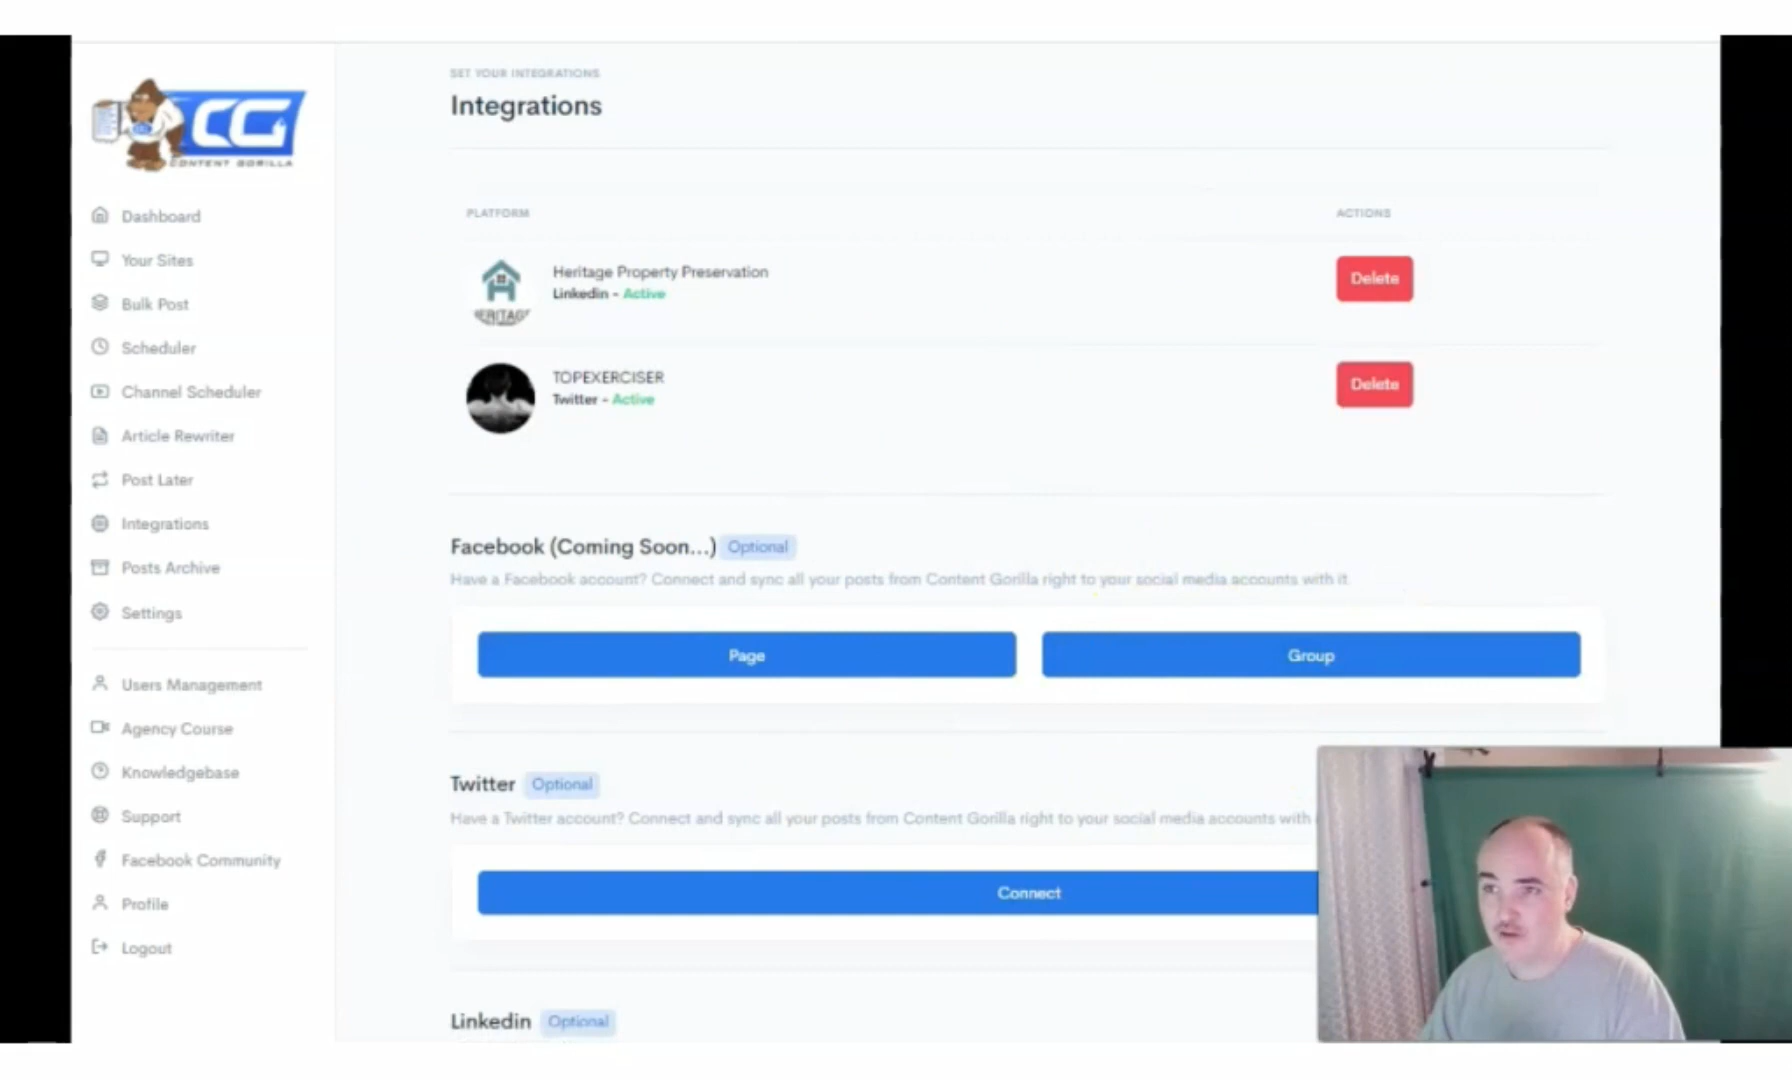 CG
CONTENT GORILLA
Dashboard
Your Sites
Bulk Post
Scheduler
Channel Scheduler
Article Rewriter
Post Later
Integrations
Posts Archive
Settings
Users Management
Agency Course
Knowledgebase
Support
Facebook Community
Profile
Logout
SET YOUR INTEGRATIONS
Integrations
PLATFORM ACTIONS
HERITAGE
Heritage Property Preservation
Linkedin - Active
Delete
TOPEXERCISER
Twitter - Active
Delete
Facebook (Coming Soon...) Optional
Have a Facebook account? Connect and sync all your posts from Content Gorilla right to your social media accounts with it
Page Group
Twitter Optional
Have a Twitter account? Connect and sync all your posts from Content Gorilla right to your social media accounts with
Connect
Linkedin Optional